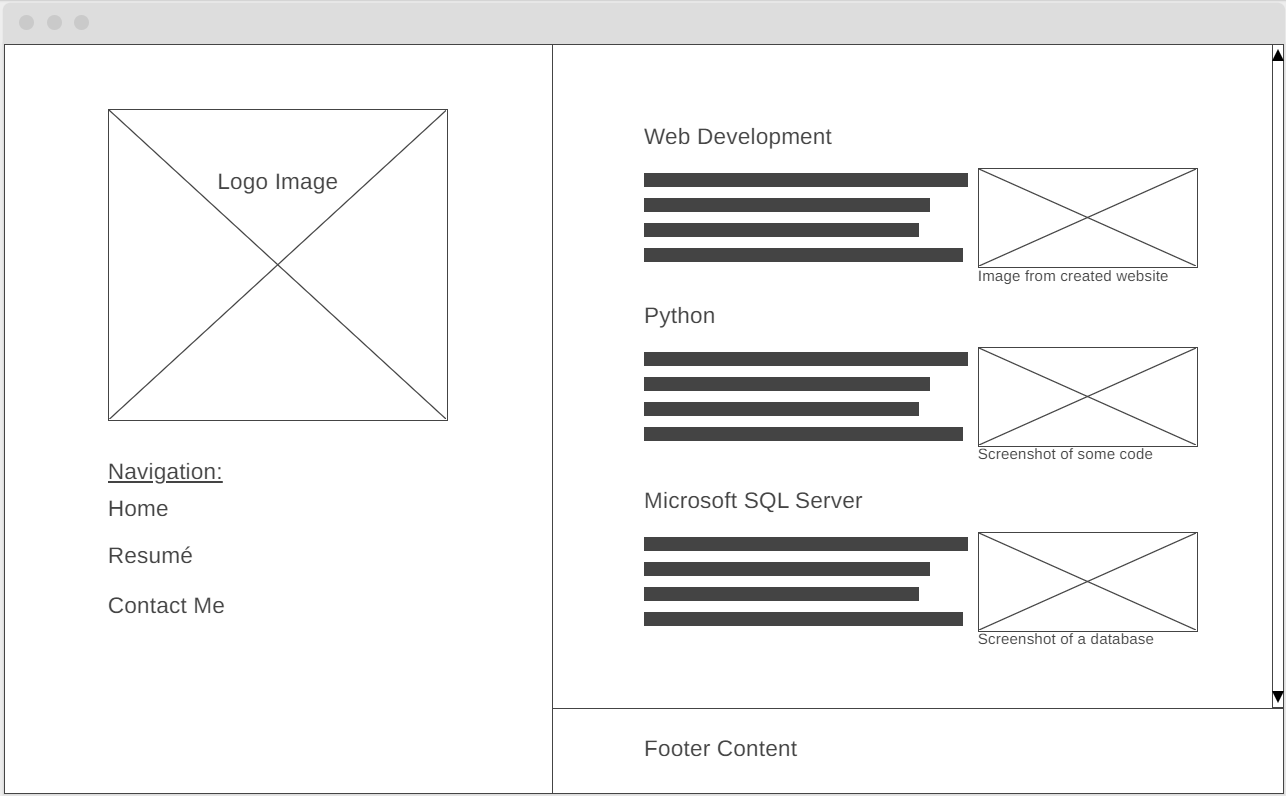 Logo Image
Navigation:
Home
Resumé
Contact Me
Web Development
Image from created website
Python
Screenshot of some code
Microsoft SQL Server
Screenshot of a database
Footer Content